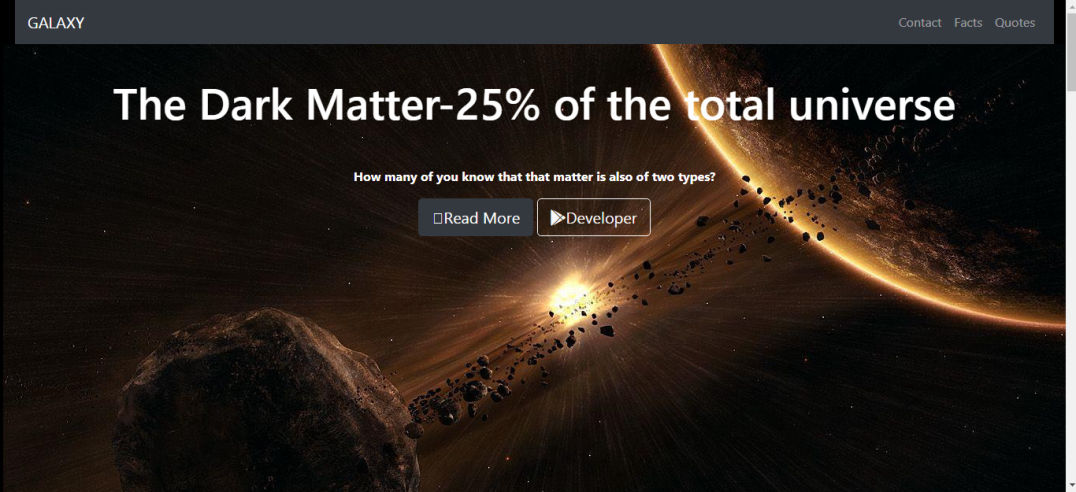 GALAXY
Contact Facts Quotes
The Dark Matter-25% of the total universe
How many of you know that that matter is also of two types?
Read More
Developer